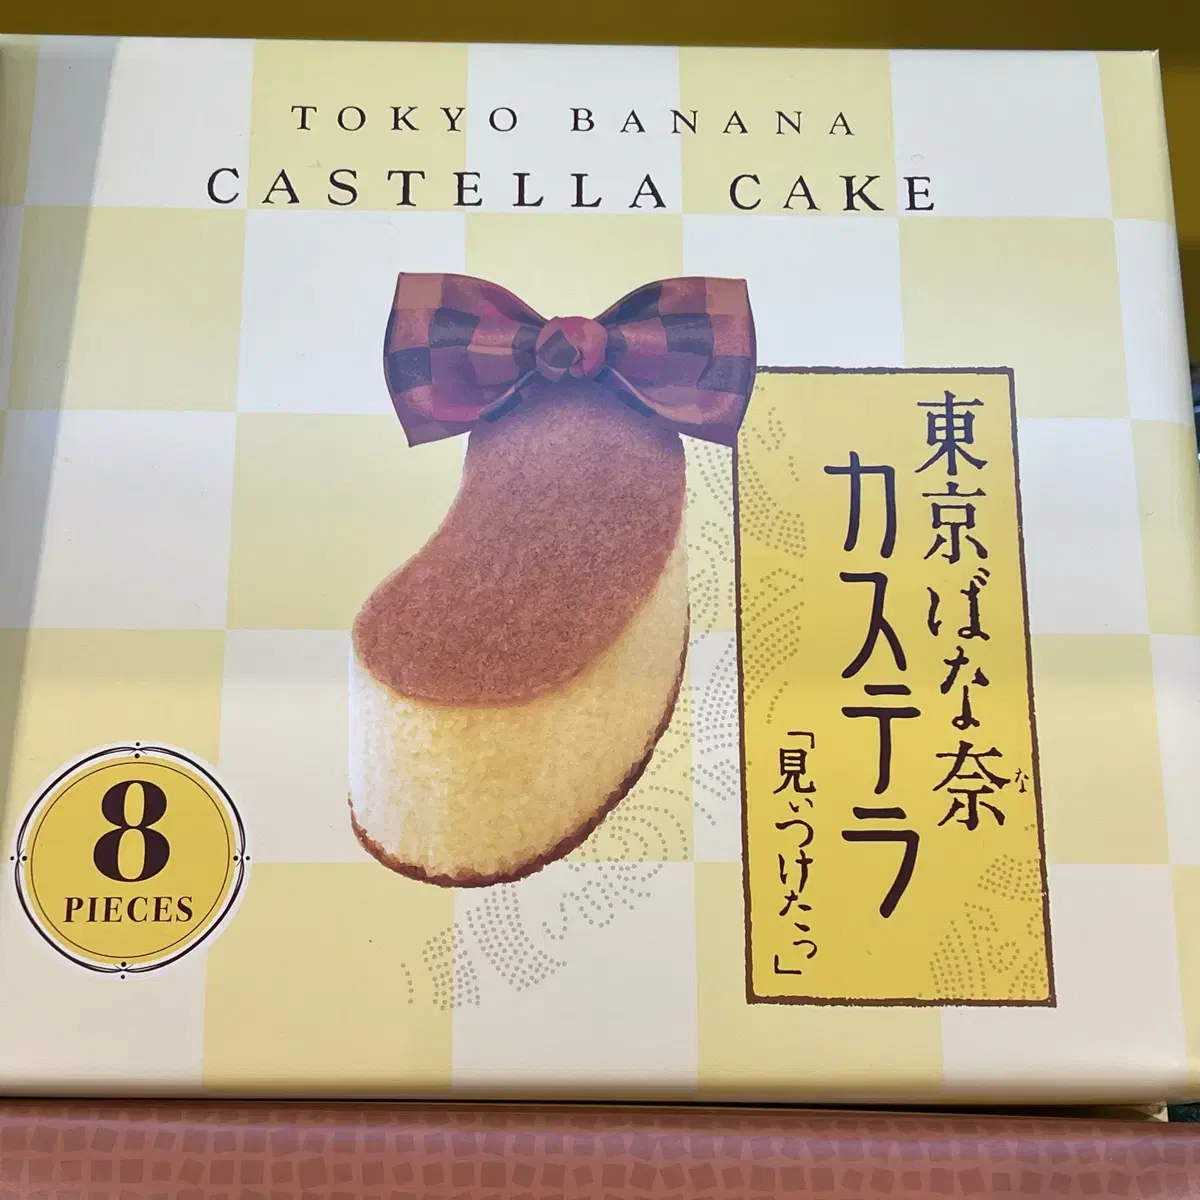 TOKYO BANANA
CASTELLA CAKE
東京ばな奈
な
カステラ
「見ぃつけたっ」
8
PIECES